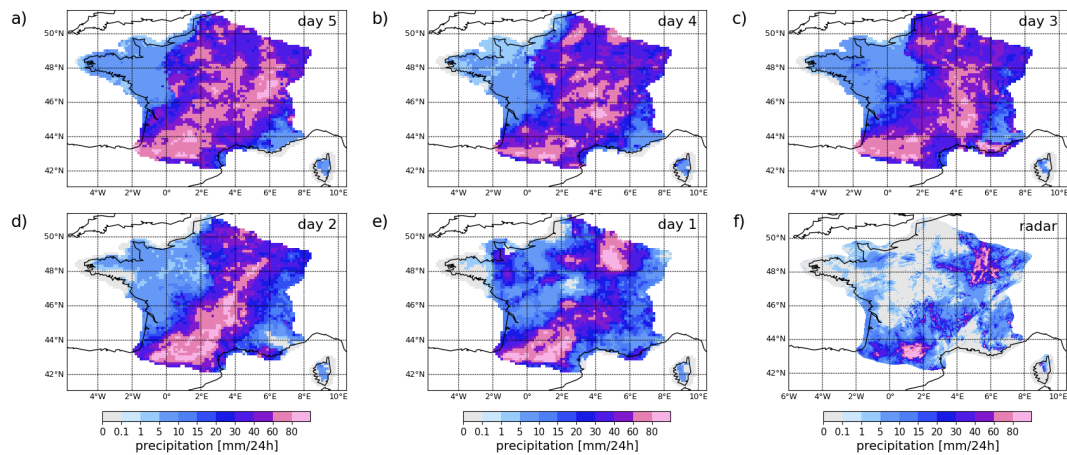 a) day 5 b) day 4 c) day 3
50°N 50°N 50°N
48°N 48°N 48°N
46°N 46°N 46°N
44°N 44°N 44°N
42°N 42°N 42°N
4°W 2°W 0° 2°E 4°E 6°E 8°E 10°E 4°W 2°W 0° 2°E 4°E 6°E 8°E 10°E 4°W 2°W 0° 2°E 4°E 6°E 8°E 10°E
d) day 2 e) day 1 f) radar
50°N 50°N 50°N
48°N 48°N 48°N
46°N 46°N 46°N
44°N 44°N 44°N
42°N 42°N 42°N
4°W 2°W 0° 2°E 4°E 6°E 8°E 10°E 4°W 2°W 0° 2°E 4°E 6°E 8°E 10°E 6°W 4°W 2°W 0° 2°E 4°E 6°E 8°E
0 0.1 1 5 10 15 20 30 40 60 80 0 0.1 1 5 10 15 20 30 40 60 80 0 0.1 1 5 10 15 20 30 40 60 80
precipitation [mm/24h] precipitation [mm/24h] precipitation [mm/24h]